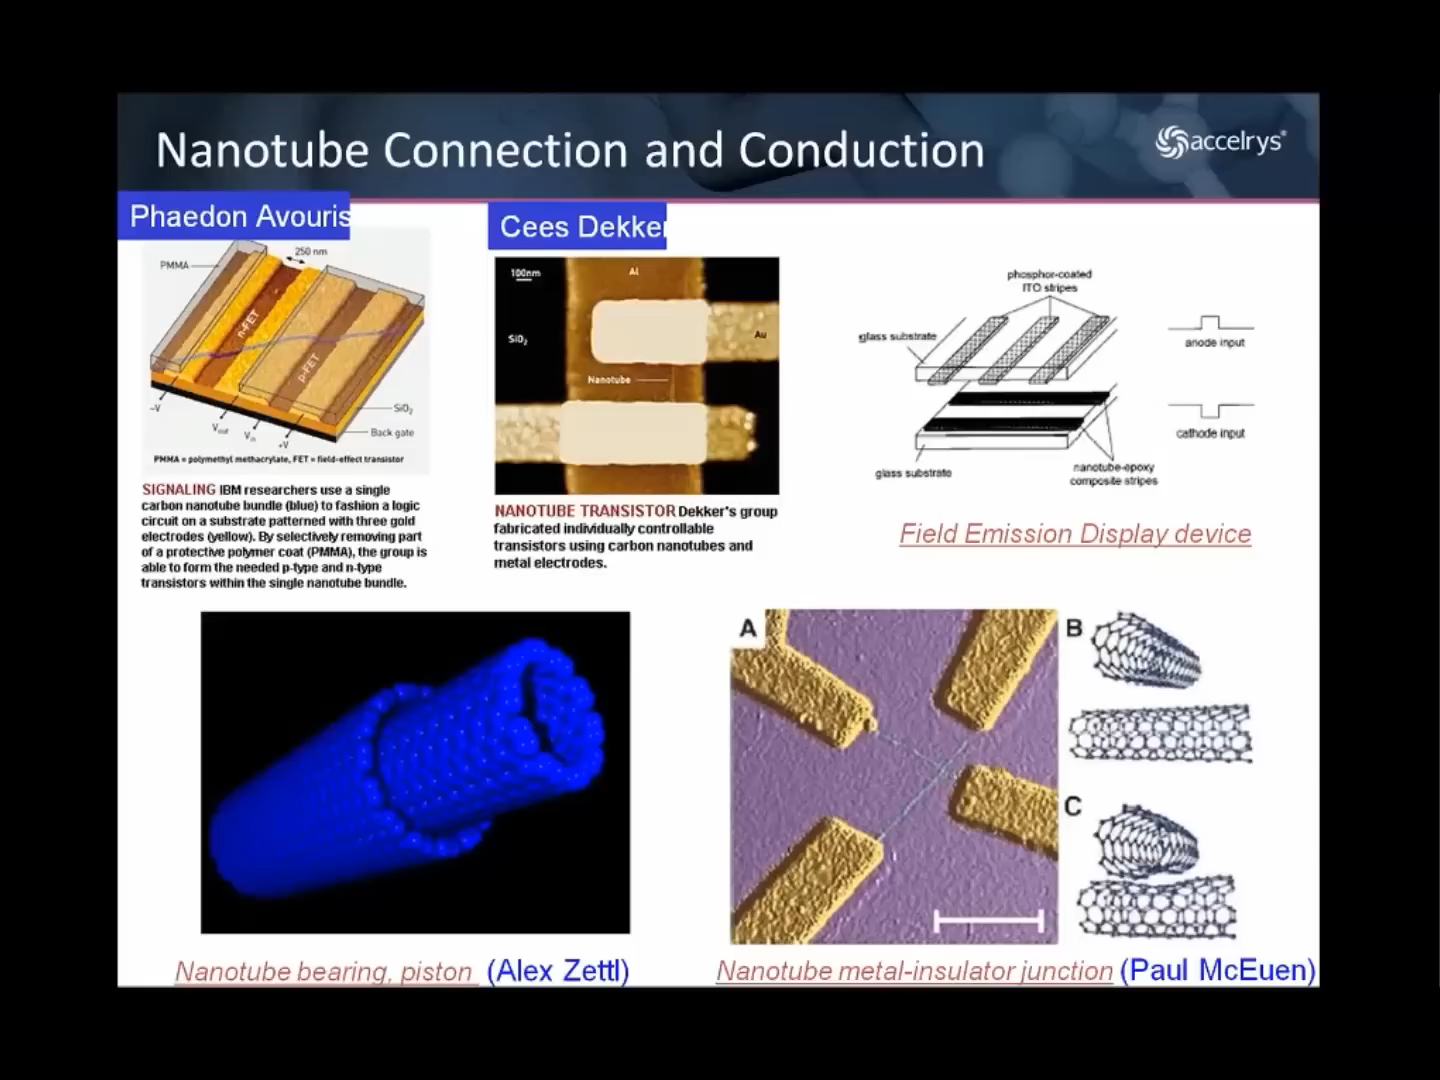 Nanotube Connection and Conduction
accelrys®
Phaedon Avouris
250 nm
PMMA
n-FET
p-FET
SiO2
Back gate
-V
Vout
Vin
+V
PMMA = polymethyl methacrylate, FET = field-effect transistor
SIGNALING IBM researchers use a single
carbon nanotube bundle (blue) to fashion a logic
circuit on a substrate patterned with three gold
electrodes (yellow). By selectively removing part
of a protective polymer coat (PMMA), the group is
able to form the needed p-type and n-type
transistors within the single nanotube bundle.
Cees Dekker
100nm
Al
SiO2
Au
Nanotube
NANOTUBE TRANSISTOR Dekker's group
fabricated individually controllable
transistors using carbon nanotubes and
metal electrodes.
phosphor-coated
ITO stripes
glass substrate
anode input
cathode input
glass substrate
nanotube-epoxy
composite stripes
Field Emission Display device
Nanotube bearing, piston (Alex Zettl)
A
B
C
Nanotube metal-insulator junction (Paul McEuen)